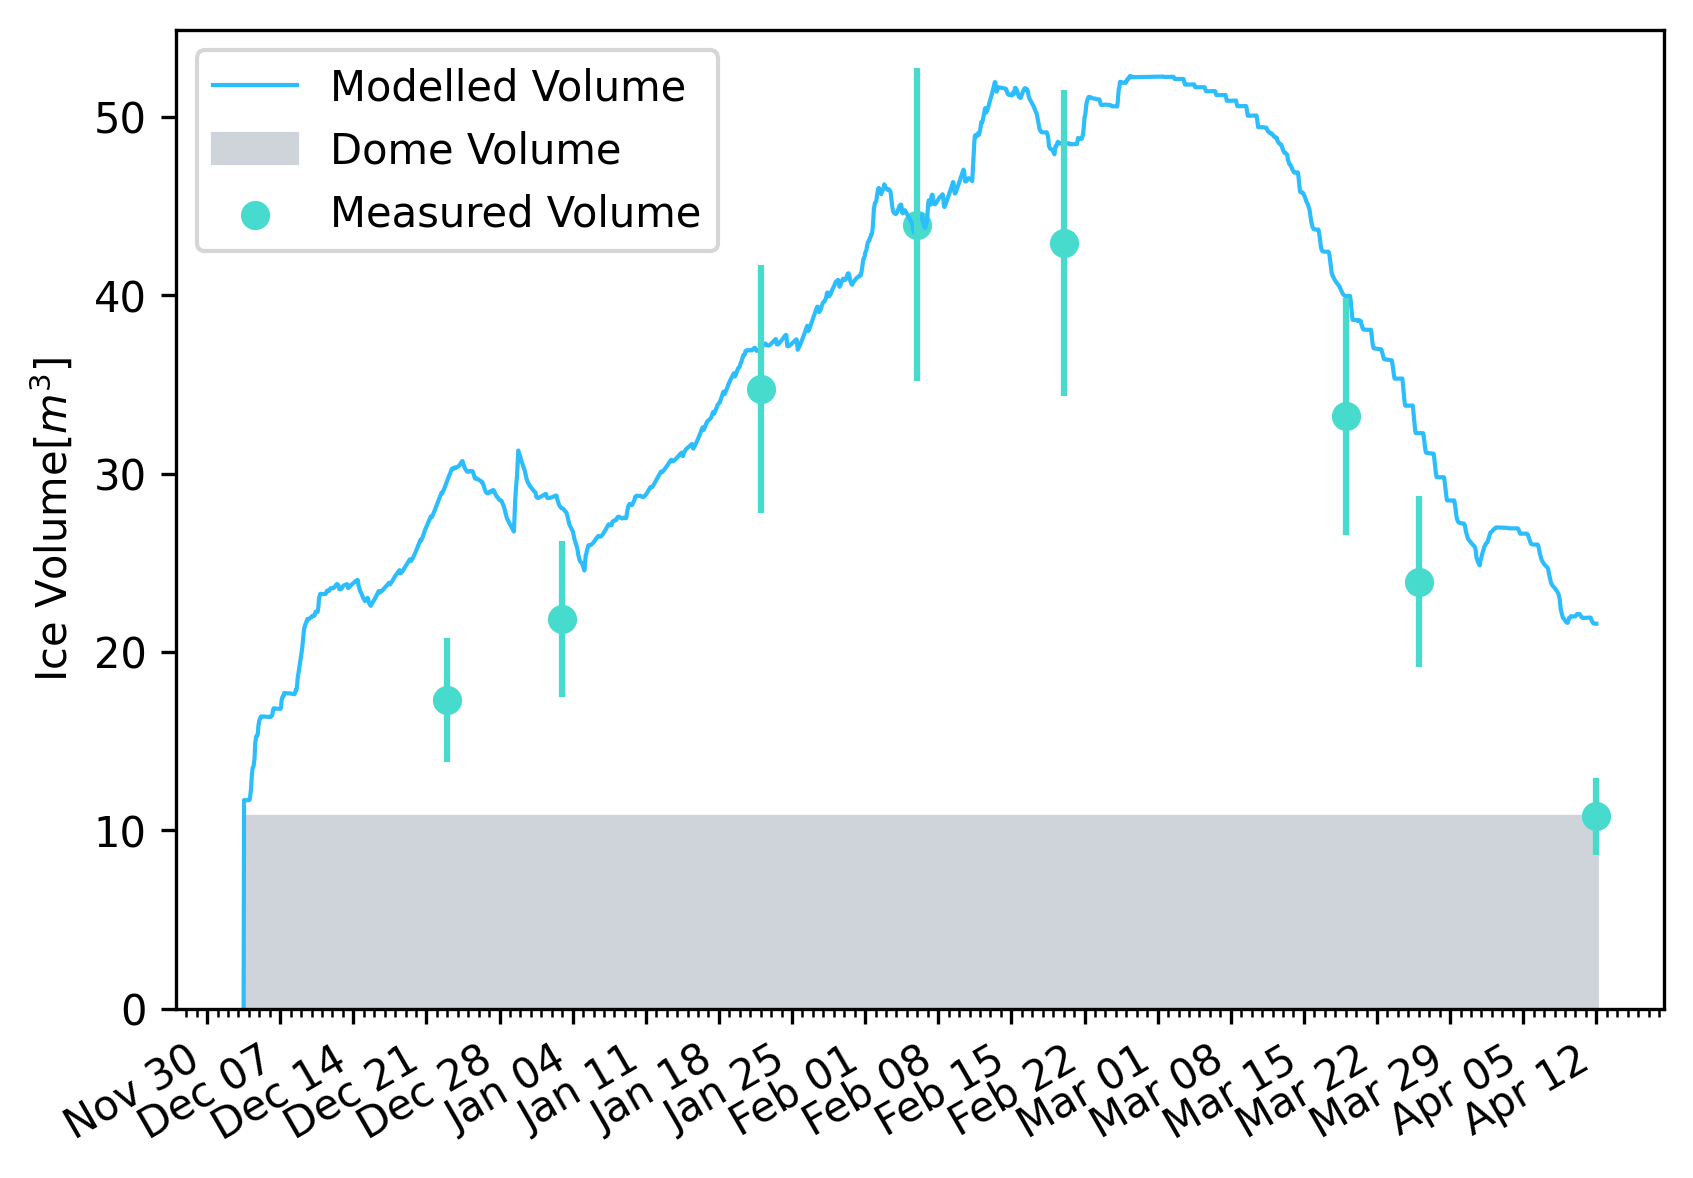 Modelled Volume
Dome Volume
Measured Volume
Ice Volume[m³]
50
40
30
20
10
0
Nov 30
Dec 07
Dec 14
Dec 21
Dec 28
Jan 04
Jan 11
Jan 18
Jan 25
Feb 01
Feb 08
Feb 15
Feb 22
Mar 01
Mar 08
Mar 15
Mar 22
Mar 29
Apr 05
Apr 12